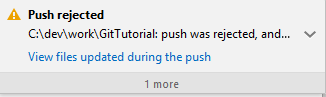 Push rejected
C:\dev\work\GitTutorial: push was rejected, and...
View files updated during the push
1 more